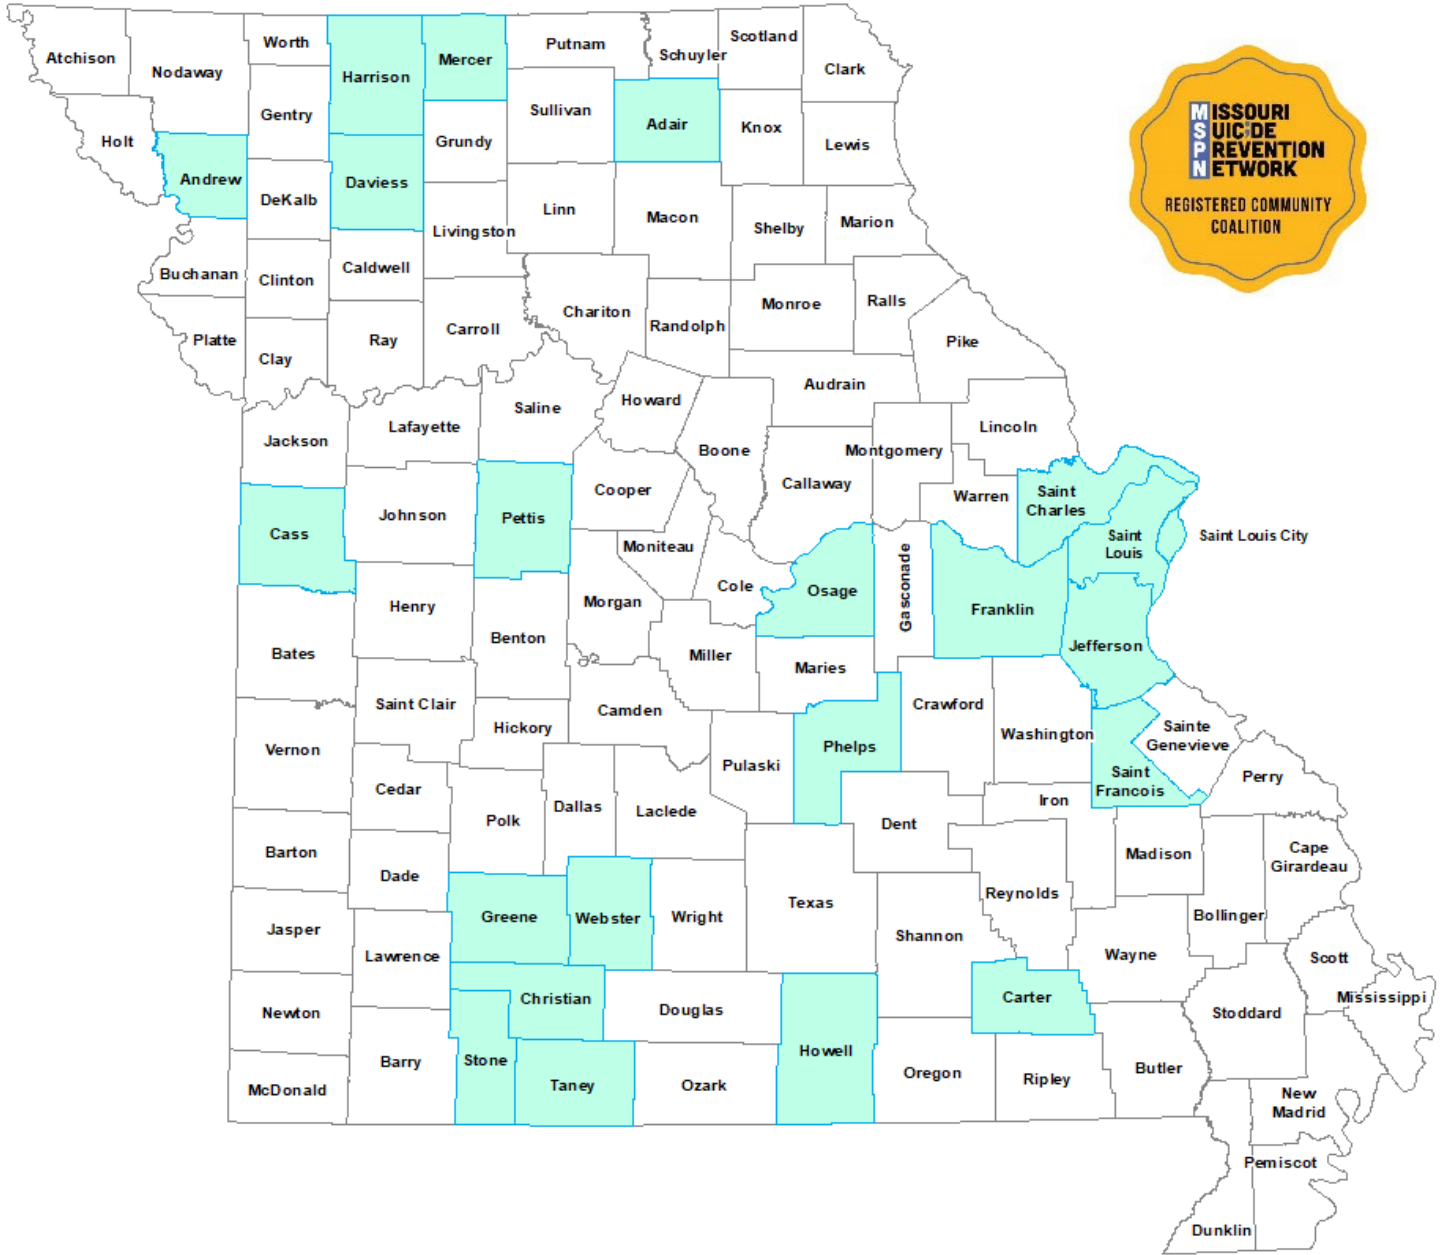 Atchison
Nodaway
Worth
Harrison
Mercer
Putnam
Schuyler
Scotland
Clark
Gentry
Sullivan
Adair
Knox
Lewis
Holt
Andrew
DeKalb
Daviess
Grundy
Linn
Macon
Shelby
Marion
Livingston
Buchanan
Clinton
Caldwell
Chariton
Randolph
Monroe
Ralls
Platte
Clay
Ray
Carroll
Pike
Audrain
Jackson
Lafayette
Saline
Howard
Boone
Callaway
Montgomery
Lincoln
Cass
Johnson
Pettis
Cooper
Moniteau
Warren
Saint
Charles
Saint
Louis
Saint Louis City
Henry
Benton
Morgan
Cole
Osage
Gasconade
Franklin
Jefferson
Bates
Saint Clair
Hickory
Camden
Miller
Maries
Crawford
Washington
Sainte
Genevieve
Vernon
Cedar
Polk
Dallas
Laclede
Pulaski
Phelps
Dent
Iron
Saint
Francois
Perry
Barton
Dade
Greene
Webster
Wright
Texas
Shannon
Reynolds
Madison
Bollinger
Cape
Girardeau
Jasper
Lawrence
Christian
Douglas
Howell
Carter
Wayne
Scott
Mississippi
Stoddard
Newton
McDonald
Barry
Stone
Taney
Ozark
Oregon
Ripley
Butler
New
Madrid
Pemiscot
Dunklin
MISSOURI
SUICIDE
PREVENTION
NETWORK
REGISTERED COMMUNITY
COALITION